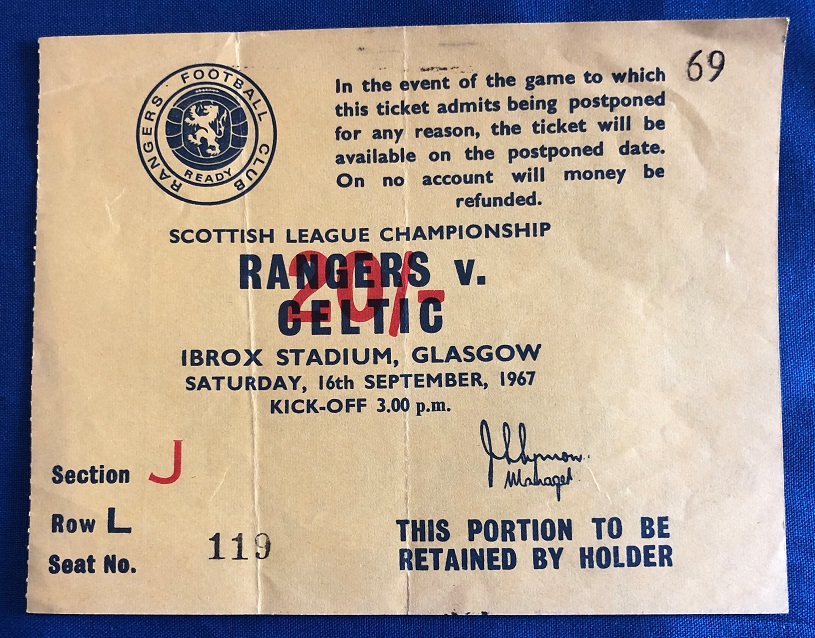 RANGERS FOOTBALL CLUB
READY
69
In the event of the game to which
this ticket admits being postponed
for any reason, the ticket will be
available on the postponed date.
On no account will money be
refunded.
SCOTTISH LEAGUE CHAMPIONSHIP
RANGERS v.
20/-
CELTIC
IBROX STADIUM, GLASGOW
SATURDAY, 16th SEPTEMBER, 1967
KICK-OFF 3.00 p.m.
Manager
Section J
Row L
Seat No. 119
THIS PORTION TO BE
RETAINED BY HOLDER